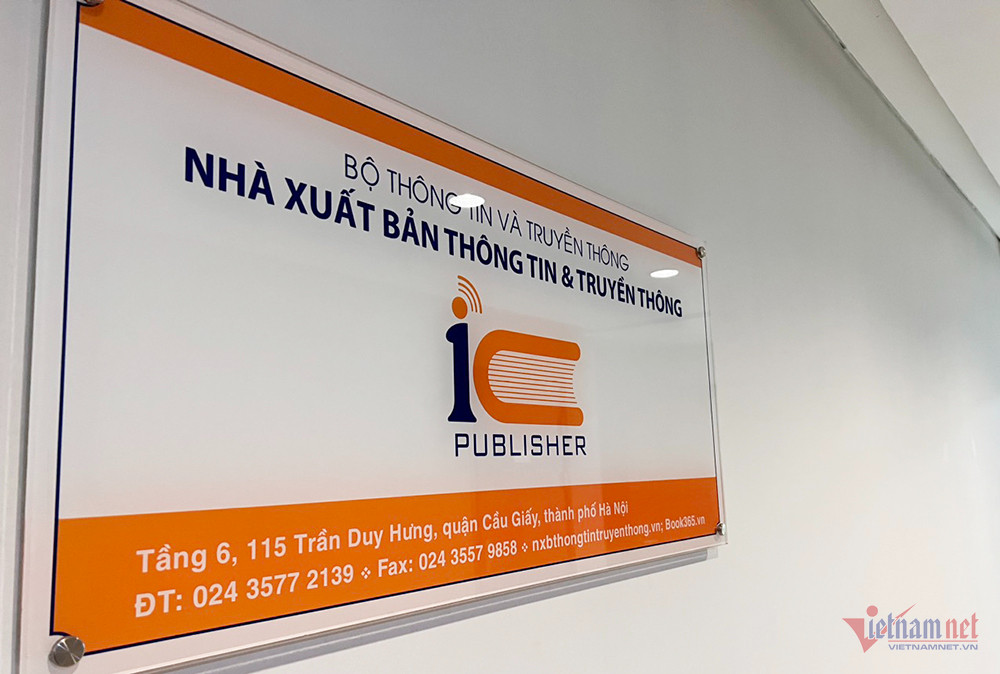 BỘ THÔNG TIN VÀ TRUYỀN THÔNG
NHÀ XUẤT BẢN THÔNG TIN & TRUYỀN THÔNG
iC
PUBLISHER
Tầng 6, 115 Trần Duy Hưng, quận Cầu Giấy, thành phố Hà Nội
ĐT: 024 3577 2139 ❖ Fax: 024 3557 9858 ❖ nxbthongtintruyenthong.vn; Book365.vn
Vietnamnet
VIETNAMNET.VN